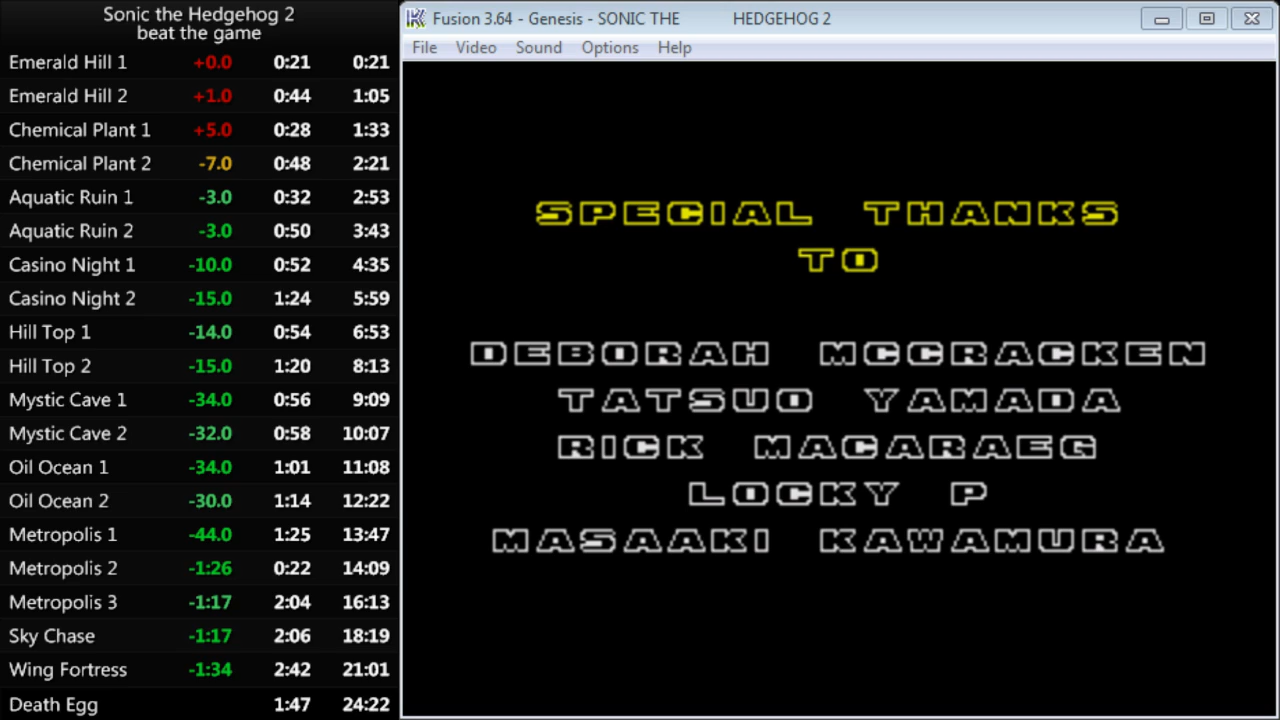 Sonic the Hedgehog 2
beat the game
Emerald Hill 1 +0.0 0:21 0:21
Emerald Hill 2 +1.0 0:44 1:05
Chemical Plant 1 +5.0 0:28 1:33
Chemical Plant 2 -7.0 0:48 2:21
Aquatic Ruin 1 -3.0 0:32 2:53
Aquatic Ruin 2 -3.0 0:50 3:43
Casino Night 1 -10.0 0:52 4:35
Casino Night 2 -15.0 1:24 5:59
Hill Top 1 -14.0 0:54 6:53
Hill Top 2 -15.0 1:20 8:13
Mystic Cave 1 -34.0 0:56 9:09
Mystic Cave 2 -32.0 0:58 10:07
Oil Ocean 1 -34.0 1:01 11:08
Oil Ocean 2 -30.0 1:14 12:22
Metropolis 1 -44.0 1:25 13:47
Metropolis 2 -1:26 0:22 14:09
Metropolis 3 -1:17 2:04 16:13
Sky Chase -1:17 2:06 18:19
Wing Fortress -1:34 2:42 21:01
Death Egg 1:47 24:22
Fusion 3.64 - Genesis - SONIC THE HEDGEHOG 2
File Video Sound Options Help
SPECIAL THANKS
TO
DEBORAH MCCRACKEN
TATSUO YAMADA
RICK MACARAEG
LOCKY P
MASAAKI KAWAMURA